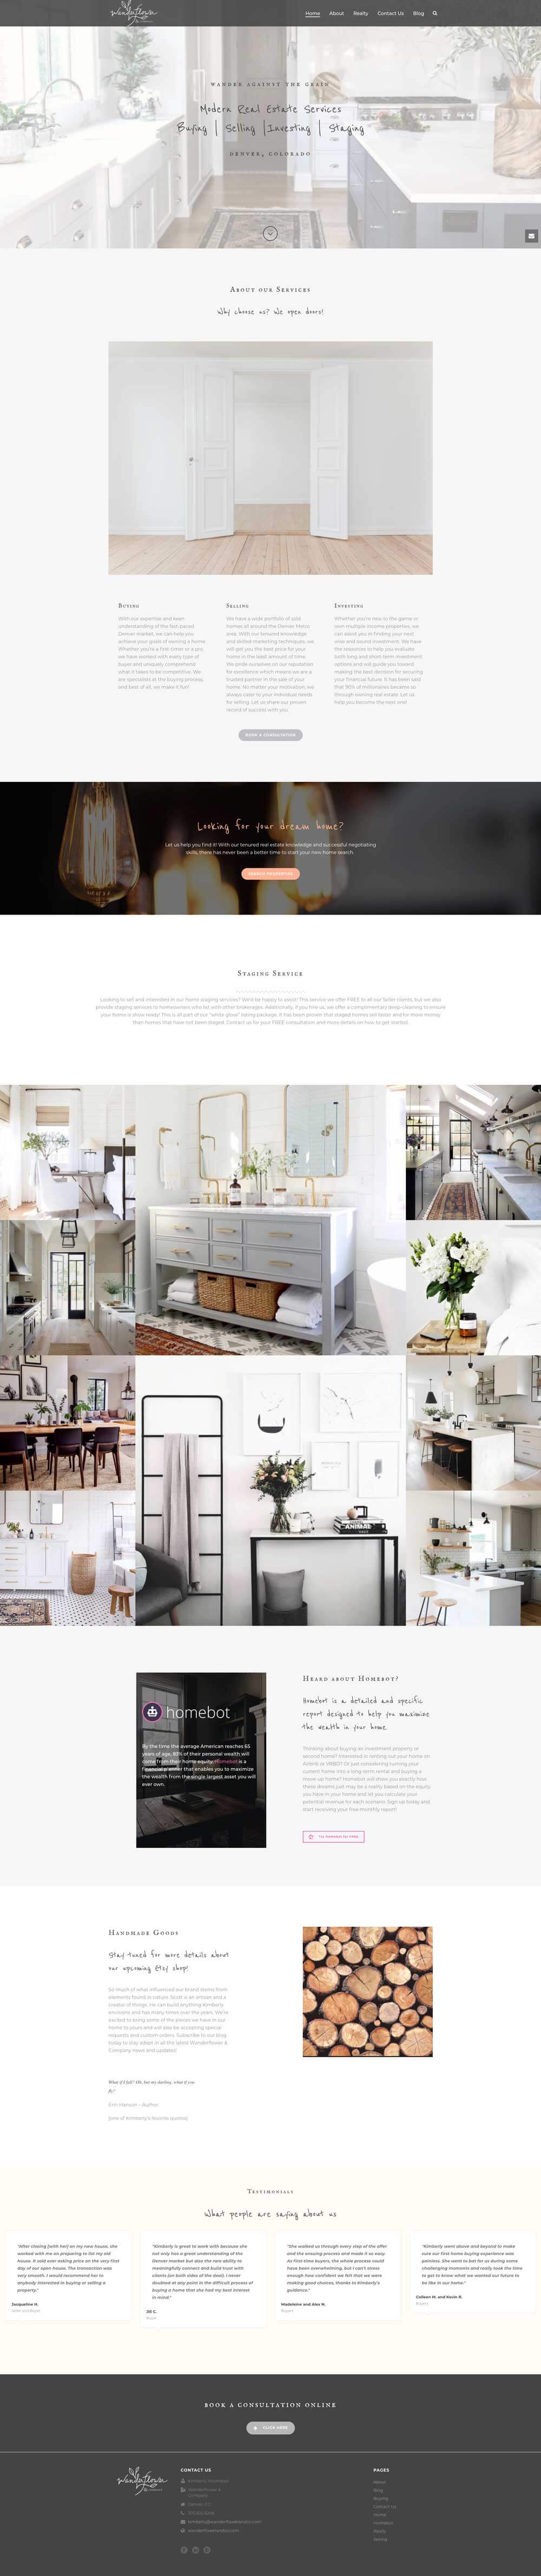 Wanderflower
Home About Realty Contact Us Blog
WANDER AGAINST THE GRAIN
Modern Real Estate Services
Buying | Selling | Investing | Staging
DENVER, COLORADO
ABOUT OUR SERVICES
Why choose us? We open doors!
BUYING
With our expertise and keen
understanding of the fast-paced
Denver market, we can help you
achieve your goals of owning a home.
Whether you're a first timer or a pro,
we have worked with every type of
buyer and uniquely comprehend
what it takes to be competitive. We
are specialists at the buying process,
and best of all, we make it fun!
SELLING
We have a wide portfolio of sold
homes all around the Denver Metro
area. With our tenured knowledge
and skilled marketing techniques, we
will get you the best price for your
home in the least amount of time.
We pride ourselves on our reputation
for excellence which means we are a
trusted partner in the sale of your
home. No matter your motivation, we
always cater to your individual needs
for selling. Let us share our proven
record of success with you.
INVESTING
Whether you're new to the game or
own multiple income properties, we
can assist you in finding your next
wise and sound investment. We have
the resources to help you evaluate
both long and short-term investment
options and will guide you toward
making the best decision for securing
your financial future. It has been said
that 90% of millionaires became so
through owning real estate. Let us
help you become the next one!
BOOK A CONSULTATION
Looking for your dream home?
Let us help you find it! With our tenured real estate knowledge and successful negotiating
skills, there has never been a better time to start your new home search.
SEARCH PROPERTIES
STAGING SERVICE
Looking to sell and interested in our home staging services? We'd be happy to assist! This service we offer FREE to all our Seller clients, but we also
provide staging services to homeowners who list with other brokerages. Additionally, if you hire us, we offer a complimentary deep-cleaning to ensure
your home is show ready! This is all part of our "white glove" listing package. It has been proven that staged homes sell faster and for more money
than homes that have not been staged. Contact us for your FREE consultation and more details on how to get started.
ANIMAL
homebot
By the time the average American reaches 65
years of age, 83% of their personal wealth will
come from their home equity. Homebot is a
financial planner that enables you to maximize
the wealth from the single largest asset you will
ever own.
HEARD ABOUT HOMEBOT?
Homebot is a detailed and specific
report designed to help you maximize
the wealth in your home.
Thinking about buying an investment property or
second home? Interested in renting out your home on
Airbnb or VRBO? Or just considering turning your
current home into a long-term rental and buying a
move-up home? Homebot will show you exactly how
these dreams just may be a reality based on the equity
you have in your home and let you calculate your
potential revenue for each scenario. Sign up today and
start receiving your free monthly report!
TRY HOMEBOT FOR FREE
HANDMADE GOODS
Stay tuned for more details about
our upcoming Etsy shop!
So much of what influenced our brand stems from
elements found in nature. Scott is an artisan and a
creator of things. He can build anything Kimberly
envisions and has many times over the years. We're
excited to bring some of the pieces we have in our
home to yours and will also be accepting special
requests and custom orders. Subscribe to our blog
today to stay adept in all the latest Wanderflower &
Company news and updates!
What if I fall? Oh, but my darling, what if you
fly?
Erin Hanson – Author
(one of Kimberly's favorite quotes)
TESTIMONIALS
What people are saying about us
"After closing [with her] on my new house, she
worked with me on preparing to list my old
house. It sold over asking price on the very first
day of our open house. The transaction was
very smooth. I would recommend her to
anybody interested in buying or selling a
property."
Jacqueline H.
Seller and Buyer
"Kimberly is great to work with because she
not only has a great understanding of the
Denver market but also the rare ability to
meaningfully connect and build trust with
clients (on both sides of the deal). I never
doubted at any point in the difficult process of
buying a home that she had my best interest
in mind."
Jill C.
Buyer
"She walked us through every step of the offer
and the ensuing process and made it so easy.
As first-time buyers, the whole process could
have been overwhelming, but I can't stress
enough how confident we felt that we were
making good choices, thanks to Kimberly's
guidance."
Madeleine and Alex N.
Buyers
"Kimberly went above and beyond to make
sure our first home buying experience was
painless. She went to bat for us during some
challenging moments and really took the time
to get to know what we wanted our future to
be like in our home."
Colleen M. and Kevin R.
Buyers
BOOK A CONSULTATION ONLINE
CLICK HERE
Wanderflower
CONTACT US
Wanderflower &
Company
Denver, CO
wanderflowerandco.com
PAGES
About
Blog
Buying
Contact Us
Home
Investing
Realty
Selling